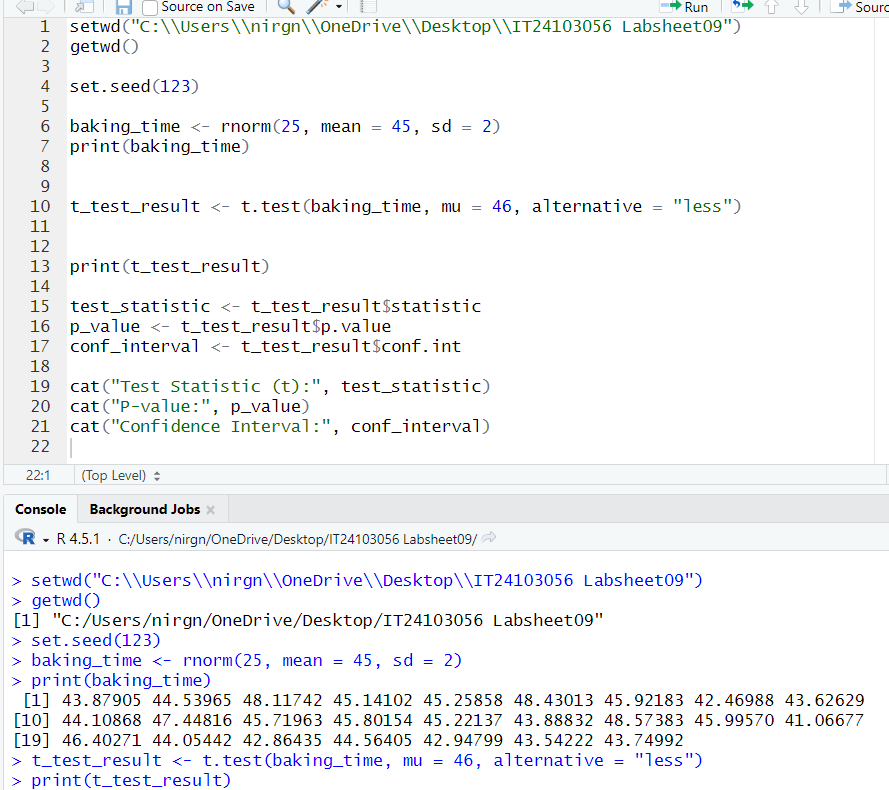 Source on Save Run Sourc
1 setwd("C:\\Users\\nirgn\\OneDrive\\Desktop\\IT24103056 Labsheet09")
2 getwd()
3
4 set.seed(123)
5
6 baking_time <- rnorm(25, mean = 45, sd = 2)
7 print(baking_time)
8
9
10 t_test_result <- t.test(baking_time, mu = 46, alternative = "less")
11
12
13 print(t_test_result)
14
15 test_statistic <- t_test_result$statistic
16 p_value <- t_test_result$p.value
17 conf_interval <- t_test_result$conf.int
18
19 cat("Test Statistic (t):", test_statistic)
20 cat("P-value:", p_value)
21 cat("Confidence Interval:", conf_interval)
22
22:1 (Top Level)
Console Background Jobs
R R 4.5.1 · C:/Users/nirgn/OneDrive/Desktop/IT24103056 Labsheet09/
> setwd("C:\\Users\\nirgn\\OneDrive\\Desktop\\IT24103056 Labsheet09")
> getwd()
[1] "C:/Users/nirgn/OneDrive/Desktop/IT24103056 Labsheet09"
> set.seed(123)
> baking_time <- rnorm(25, mean = 45, sd = 2)
> print(baking_time)
[1] 43.87905 44.53965 48.11742 45.14102 45.25858 48.43013 45.92183 42.46988 43.62629
[10] 44.10868 47.44816 45.71963 45.80154 45.22137 43.88832 48.57383 45.99570 41.06677
[19] 46.40271 44.05442 42.86435 44.56405 42.94799 43.54222 43.74992
> t_test_result <- t.test(baking_time, mu = 46, alternative = "less")
> print(t_test_result)